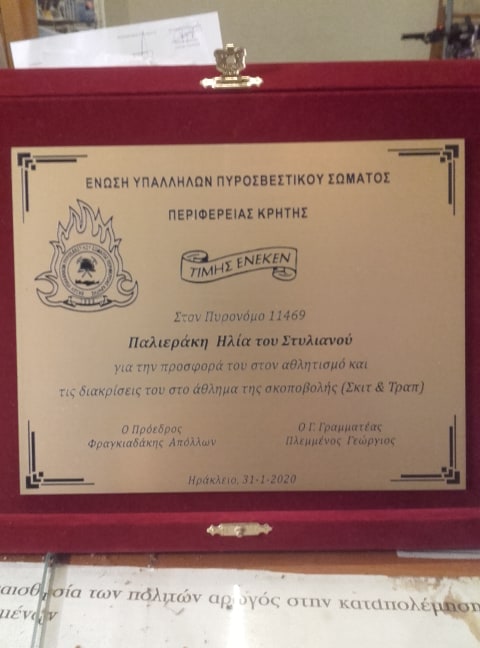 ΕΝΩΣΗ ΥΠΑΛΛΗΛΩΝ ΠΥΡΟΣΒΕΣΤΙΚΟΥ ΣΩΜΑΤΟΣ
ΠΕΡΙΦΕΡΕΙΑΣ ΚΡΗΤΗΣ
ΤΙΜΗΣ ΕΝΕΚΕΝ
Στον Πυρονόμο 11469
Παλιεράκη Ηλία του Στυλιανού
για την προσφορά του στον αθλητισμό και
τις διακρίσεις του στο άθλημα της σκοποβολής (Σκιτ & Τραπ)
Ο Πρόεδρος
Φραγκιαδάκης Απόλλων
Ο Γ. Γραμματέας
Πλεμμένος Γεώργιος
Ηράκλειο, 31-1-2020
των πολιτών αρωγός στην καταπολέμηση